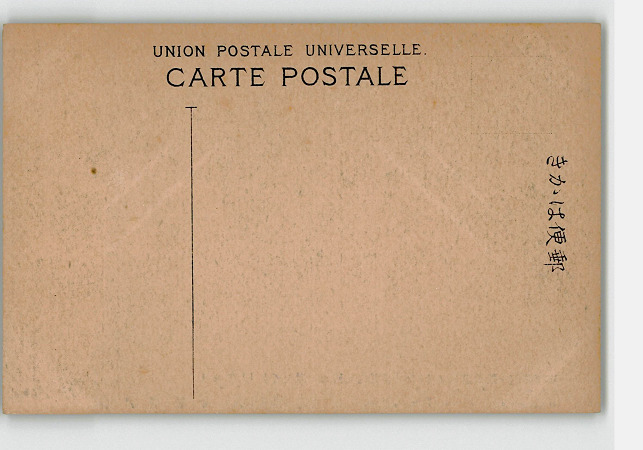 UNION POSTALE UNIVERSELLE.
CARTE POSTALE
きかは便郵